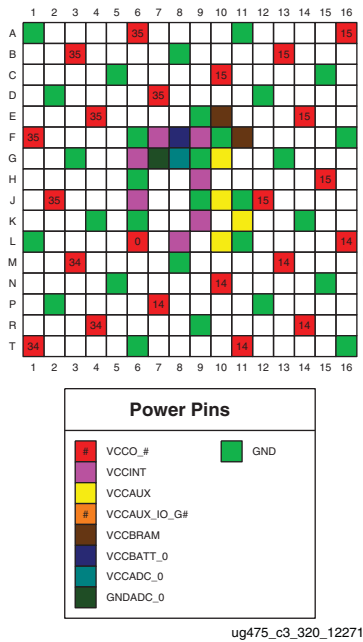 1 2 3 4 5 6 7 8 9 10 11 12 13 14 15 16
A 35 15 A
B 35 13 B
C 15 C
D 35 D
E 35 15 E
F 35 F
G G
H 15 H
J 35 15 J
K K
L 0 14 L
M 34 14 M
N 14 N
P 14 P
R 34 14 R
T 34 14 T
1 2 3 4 5 6 7 8 9 10 11 12 13 14 15 16
Power Pins
# VCCO_#
GND
VCCINT
VCCAUX
# VCCAUX_IO_G#
VCCBRAM
VCCBATT_0
VCCADC_0
GNDADC_0
ug475_c3_320_12271